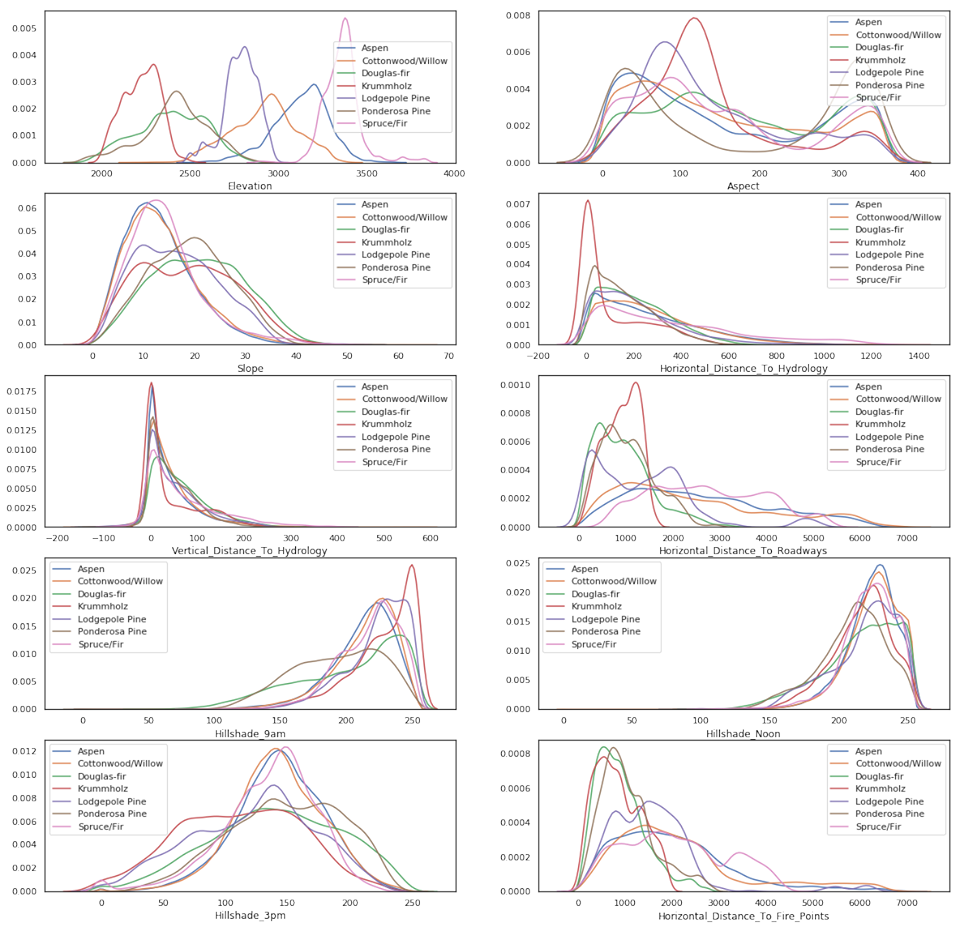 0.005
0.004
0.003
0.002
0.001
0.000
2000 2500 3000 3500 4000
Elevation
Aspen
Cottonwood/Willow
Douglas-fir
Krummholz
Lodgepole Pine
Ponderosa Pine
Spruce/Fir
0.008
0.006
0.004
0.002
0.000
0 100 200 300 400
Aspect
Aspen
Cottonwood/Willow
Douglas-fir
Krummholz
Lodgepole Pine
Ponderosa Pine
Spruce/Fir
0.06
0.05
0.04
0.03
0.02
0.01
0.00
0 10 20 30 40 50 60 70
Slope
Aspen
Cottonwood/Willow
Douglas-fir
Krummholz
Lodgepole Pine
Ponderosa Pine
Spruce/Fir
0.007
0.006
0.005
0.004
0.003
0.002
0.001
0.000
−200 0 200 400 600 800 1000 1200 1400
Horizontal_Distance_To_Hydrology
Aspen
Cottonwood/Willow
Douglas-fir
Krummholz
Lodgepole Pine
Ponderosa Pine
Spruce/Fir
0.0175
0.0150
0.0125
0.0100
0.0075
0.0050
0.0025
0.0000
−200 −100 0 100 200 300 400 500 600
Vertical_Distance_To_Hydrology
Aspen
Cottonwood/Willow
Douglas-fir
Krummholz
Lodgepole Pine
Ponderosa Pine
Spruce/Fir
0.0010
0.0008
0.0006
0.0004
0.0002
0.0000
0 1000 2000 3000 4000 5000 6000 7000
Horizontal_Distance_To_Roadways
Aspen
Cottonwood/Willow
Douglas-fir
Krummholz
Lodgepole Pine
Ponderosa Pine
Spruce/Fir
0.025
0.020
0.015
0.010
0.005
0.000
0 50 100 150 200 250
Hillshade_9am
Aspen
Cottonwood/Willow
Douglas-fir
Krummholz
Lodgepole Pine
Ponderosa Pine
Spruce/Fir
0.025
0.020
0.015
0.010
0.005
0.000
0 50 100 150 200 250
Hillshade_Noon
Aspen
Cottonwood/Willow
Douglas-fir
Krummholz
Lodgepole Pine
Ponderosa Pine
Spruce/Fir
0.012
0.010
0.008
0.006
0.004
0.002
0.000
0 50 100 150 200 250
Hillshade_3pm
Aspen
Cottonwood/Willow
Douglas-fir
Krummholz
Lodgepole Pine
Ponderosa Pine
Spruce/Fir
0.0008
0.0006
0.0004
0.0002
0.0000
0 1000 2000 3000 4000 5000 6000 7000
Horizontal_Distance_To_Fire_Points
Aspen
Cottonwood/Willow
Douglas-fir
Krummholz
Lodgepole Pine
Ponderosa Pine
Spruce/Fir